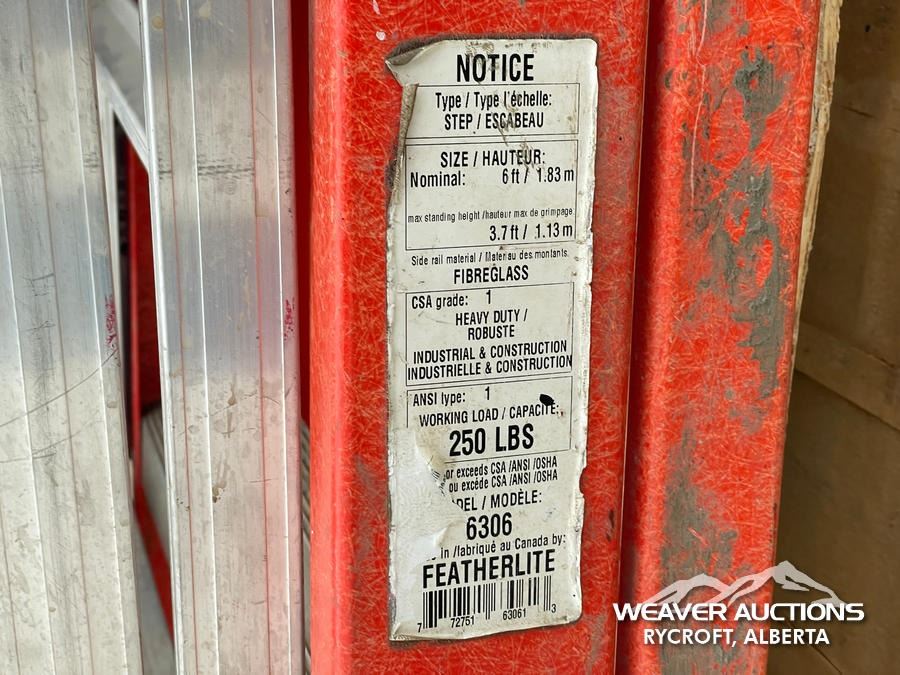 NOTICE
Type / Type l'échelle:
STEP / ESCABEAU
SIZE / HAUTEUR:
Nominal: 6 ft / 1.83 m
max standing height /hauteur max de grimpage
3.7 ft / 1.13 m
Side rail material / Materiau des montants.
FIBREGLASS
CSA grade: 1
HEAVY DUTY /
ROBUSTE
INDUSTRIAL & CONSTRUCTION
INDUSTRIELLE & CONSTRUCTION
ANSI type: 1
WORKING LOAD / CAPACITE:
250 LBS
or exceeds CSA /ANSI /OSHA
ou excéde CSA /ANSI /OSHA
/ MODÈLE:
6306
in /fabriqué au Canada by:
FEATHERLITE
7 72751 63061 3
WEAVER AUCTIONS
RYCROFT, ALBERTA